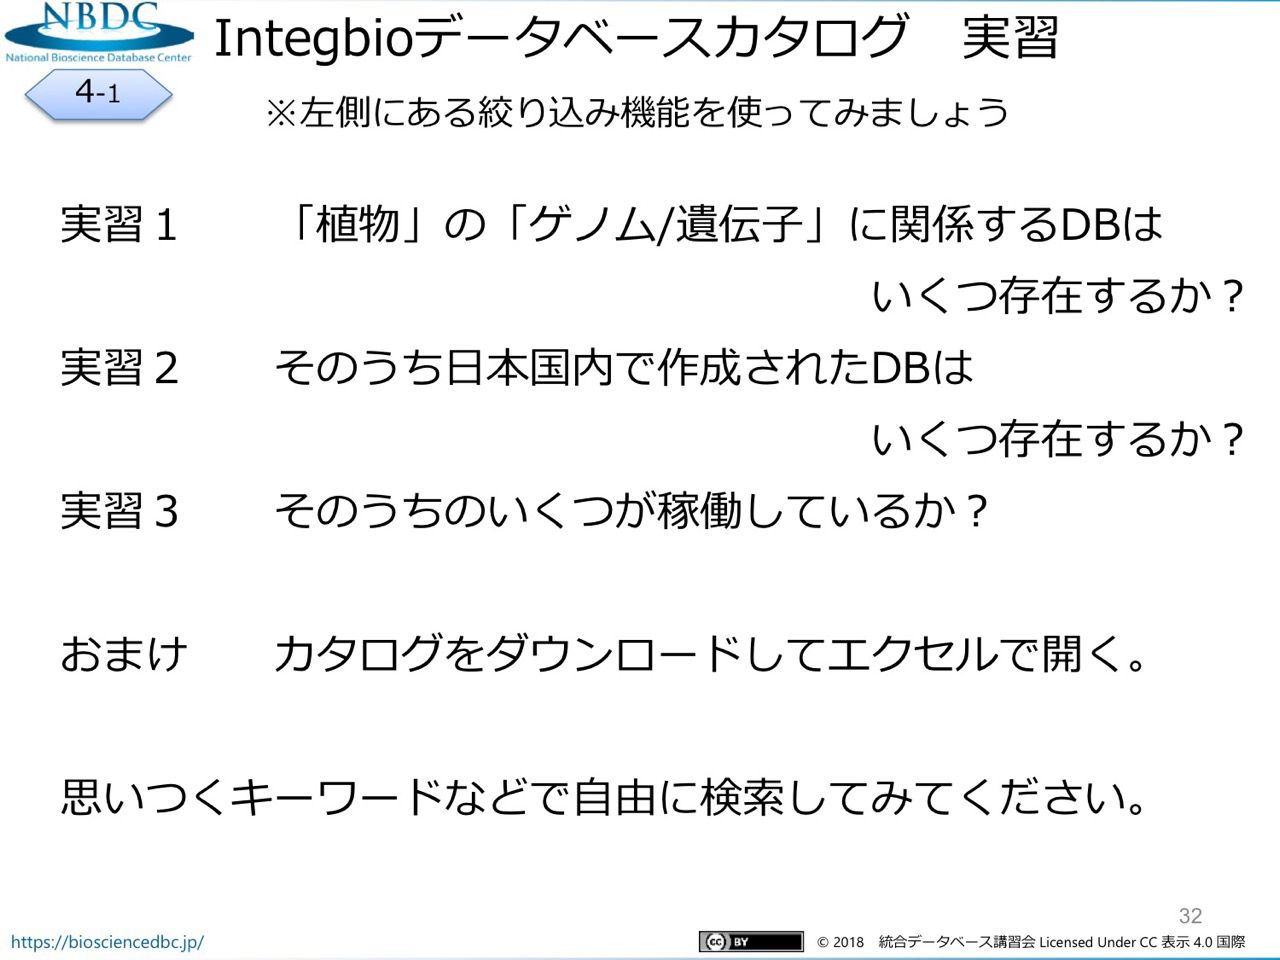 NBDC
National Bioscience Database Center
Integbioデータベースカタログ　実習
4-1
※左側にある絞り込み機能を使ってみましょう
実習１　「植物」の「ゲノム/遺伝子」に関係するDBは
いくつ存在するか？
実習２　そのうち日本国内で作成されたDBは
いくつ存在するか？
実習３　そのうちのいくつが稼働しているか？
おまけ　カタログをダウンロードしてエクセルで開く。
思いつくキーワードなどで自由に検索してみてください。
32
https://biosciencedbc.jp/
cc BY © 2018　統合データベース講習会 Licensed Under CC 表示 4.0 国際